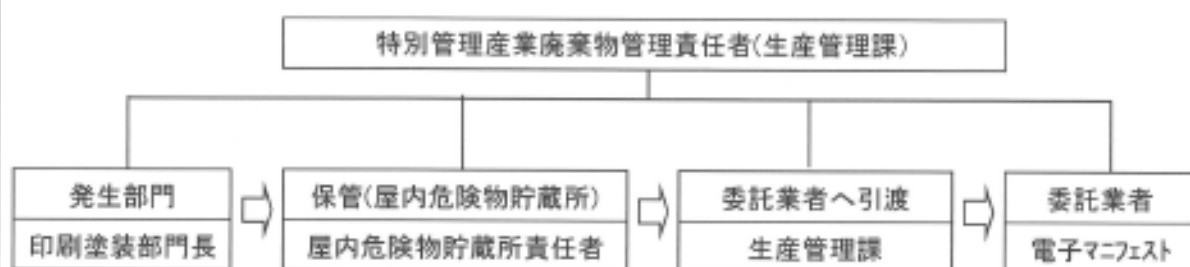 特別管理産業廃棄物管理責任者(生産管理課)
発生部門
保管(屋内危険物貯蔵所)
委託業者へ引渡
委託業者
印刷塗装部門長
屋内危険物貯蔵所責任者
生産管理課
電子マニフェスト